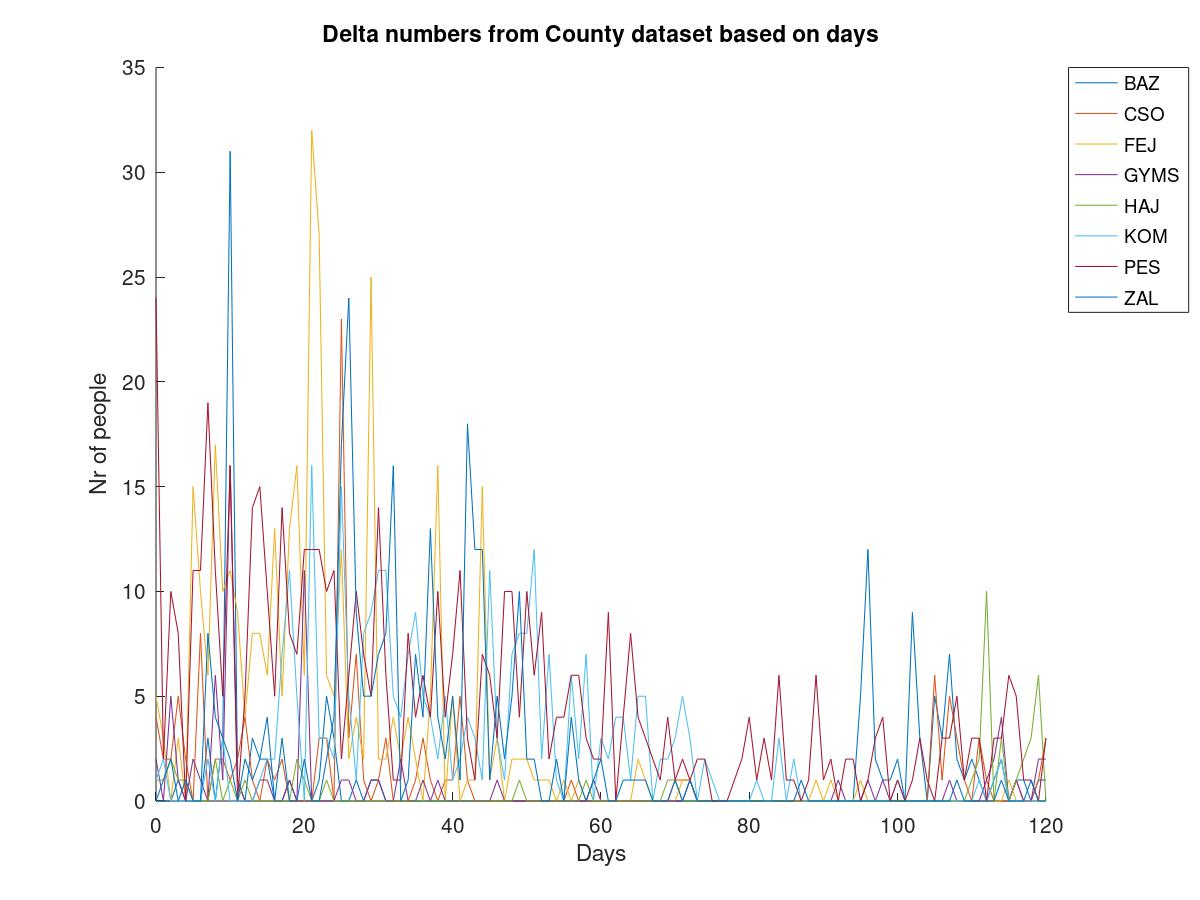 Delta numbers from County dataset based on days
35
30
25
20
15
10
5
0
Nr of people
0 20 40 60 80 100 120
Days
BAZ
CSO
FEJ
GYMS
HAJ
KOM
PES
ZAL